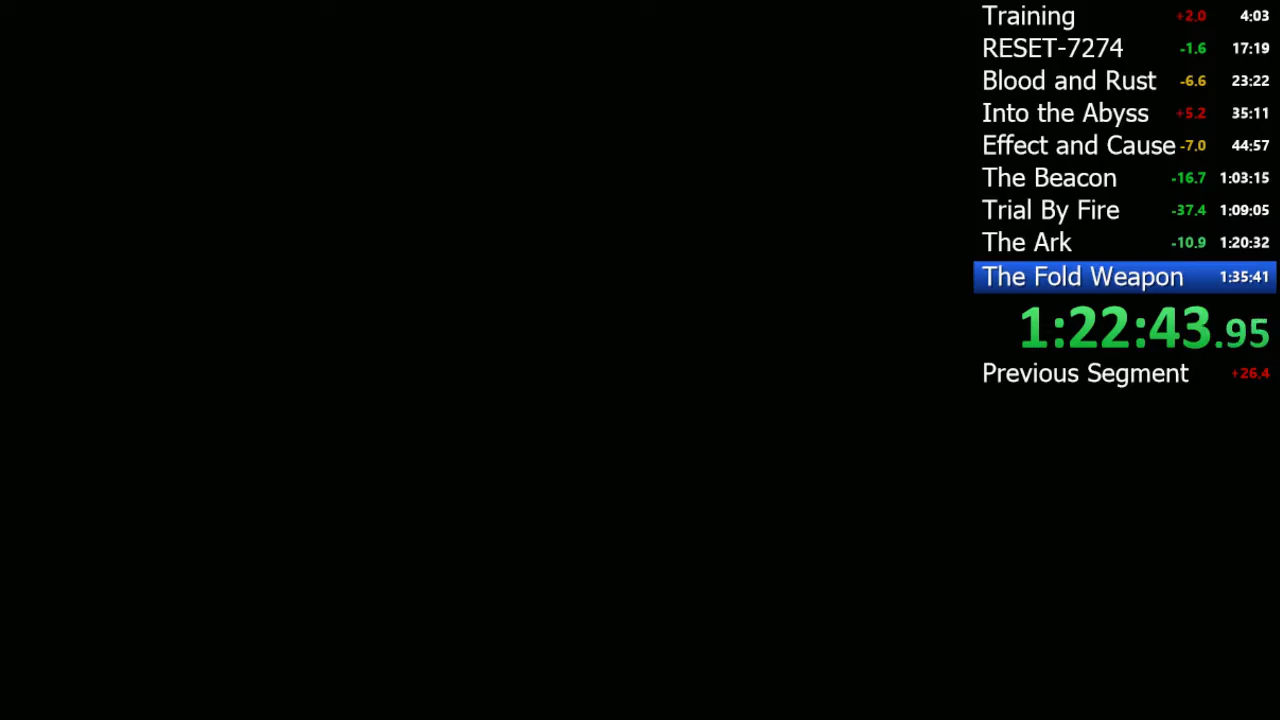 Training +2.0 4:03
RESET-7274 -1.6 17:19
Blood and Rust -6.6 23:22
Into the Abyss +5.2 35:11
Effect and Cause -7.0 44:57
The Beacon -16.7 1:03:15
Trial By Fire -37.4 1:09:05
The Ark -10.9 1:20:32
The Fold Weapon 1:35:41
1:22:43.95
Previous Segment +26.4